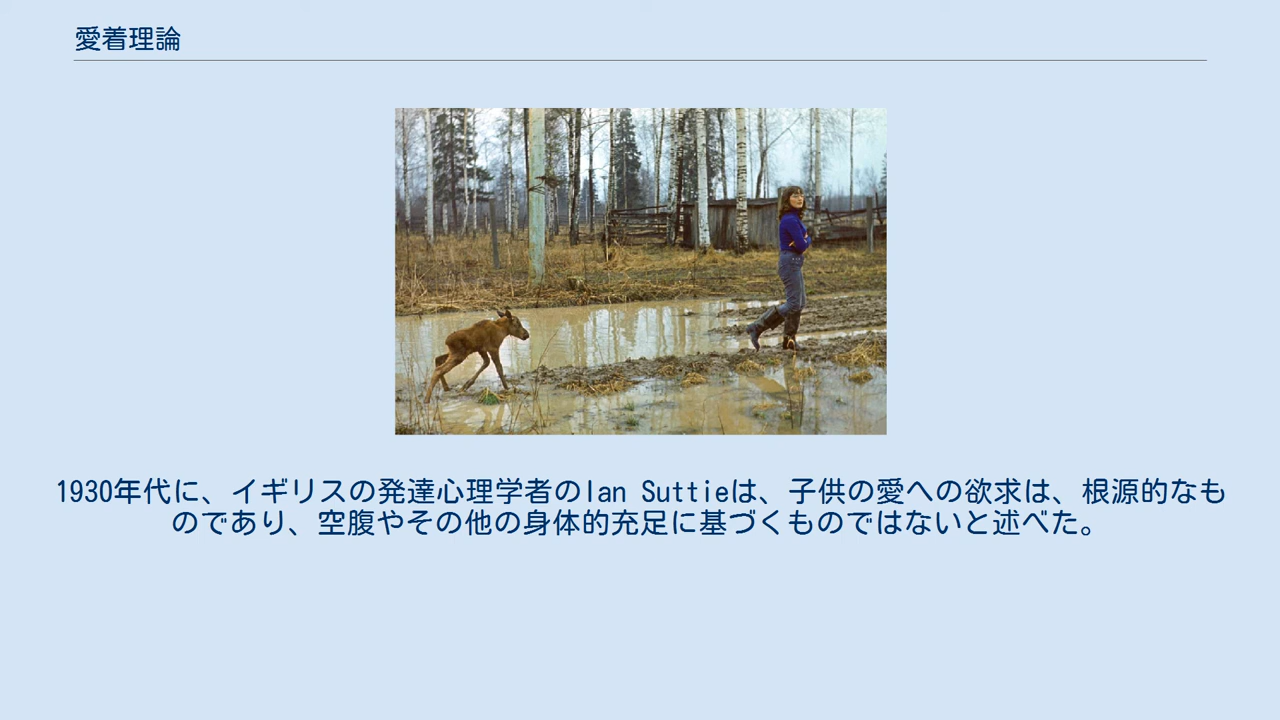 愛着理論
1930年代に、イギリスの発達心理学者のIan Suttieは、子供の愛への欲求は、根源的なも
のであり、空腹やその他の身体的充足に基づくものではないと述べた。